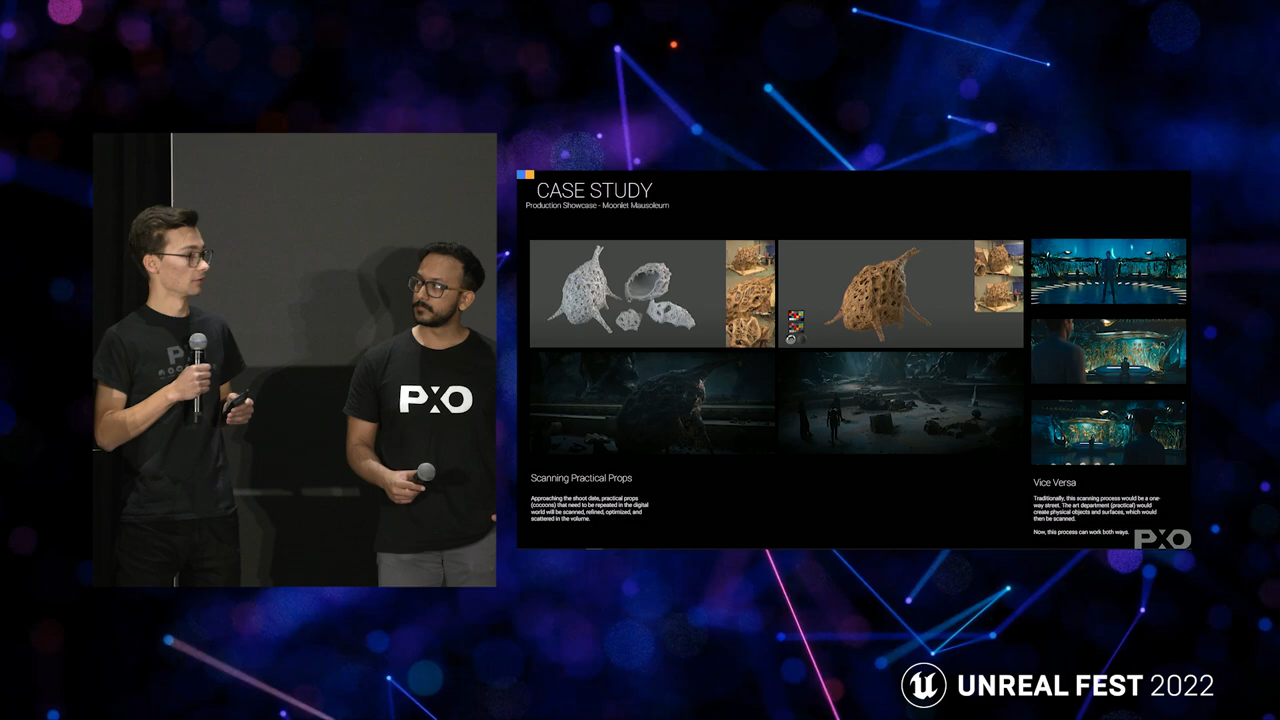 PXO
CASE STUDY
Production Showcase - Moonlet Mausoleum
Scanning Practical Props
Approaching the shoot date, practical props
(cocoons) that need to be repeated in the digital
world will be scanned, refined, optimized, and
scattered in the volume.
Vice Versa
Traditionally, this scanning process would be a one-
way street. The art department (practical) would
create physical objects and surfaces, which would
then be scanned.
Now, this process can work both ways.
PXO
UNREAL FEST 2022